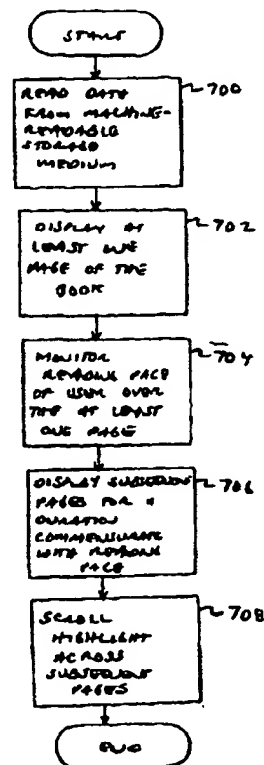 START
700
READ DATA
FROM MACHINE-
READABLE
STORAGE
MEDIUM
702
DISPLAY AT
LEAST ONE
PAGE OF THE
BOOK
704
MONITOR
READING PACE
OF USER OVER
THE AT LEAST
ONE PAGE
706
DISPLAY SUBSEQUENT
PAGES FOR A
DURATION
COMMENSURATE
WITH READING
PACE
708
SCROLL
HIGHLIGHT
ACROSS
SUBSEQUENT
PAGES
END